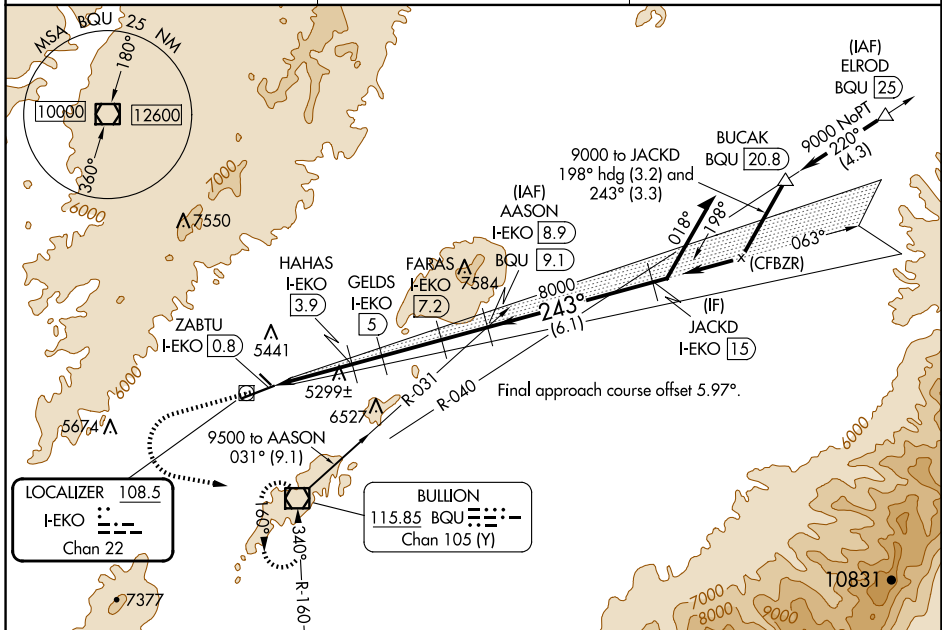 MSA BQU 25 NM
180°
10000
12600
360°
6000
7000
7550
(IAF)
ELROD
BQU 25
9000 NoPT
220°
(4.3)
BUCAK
BQU 20.8
9000 to JACKD
198° hdg (3.2) and
243° (3.3)
018°
198°
063°
(CFBZR)
(IAF)
AASON
I-EKO 8.9
BQU 9.1
FARAS
I-EKO
7.2
7584
HAHAS
I-EKO
3.9
GELDS
I-EKO
5
8000
243°
(6.1)
(IF)
JACKD
I-EKO 15
ZABTU
I-EKO 0.8
5441
5299±
6527
R-031
R-040
Final approach course offset 5.97°.
6000
5674
6000
9500 to AASON
031° (9.1)
LOCALIZER 108.5
I-EKO
Chan 22
BULLION
115.85 BQU
Chan 105 (Y)
160°
340°
R-160
7377
10831
7000
8000
9000